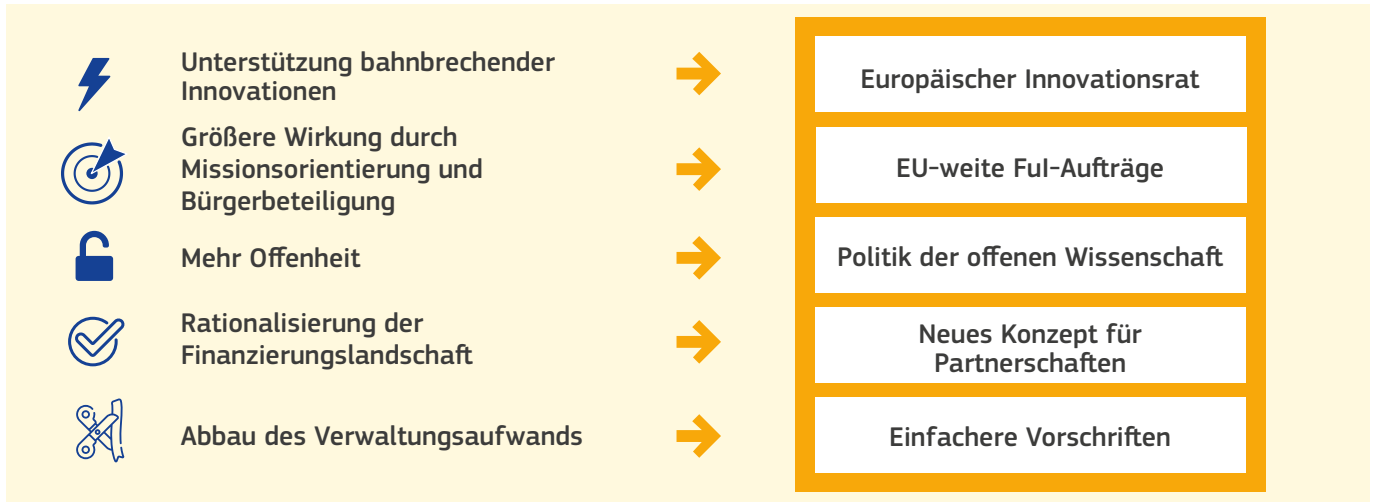 Unterstützung bahnbrechender
Innovationen
Europäischer Innovationsrat
Größere Wirkung durch
Missionsorientierung und
Bürgerbeteiligung
EU-weite FuI-Aufträge
Mehr Offenheit
Politik der offenen Wissenschaft
Rationalisierung der
Finanzierungslandschaft
Neues Konzept für
Partnerschaften
Abbau des Verwaltungsaufwands
Einfachere Vorschriften